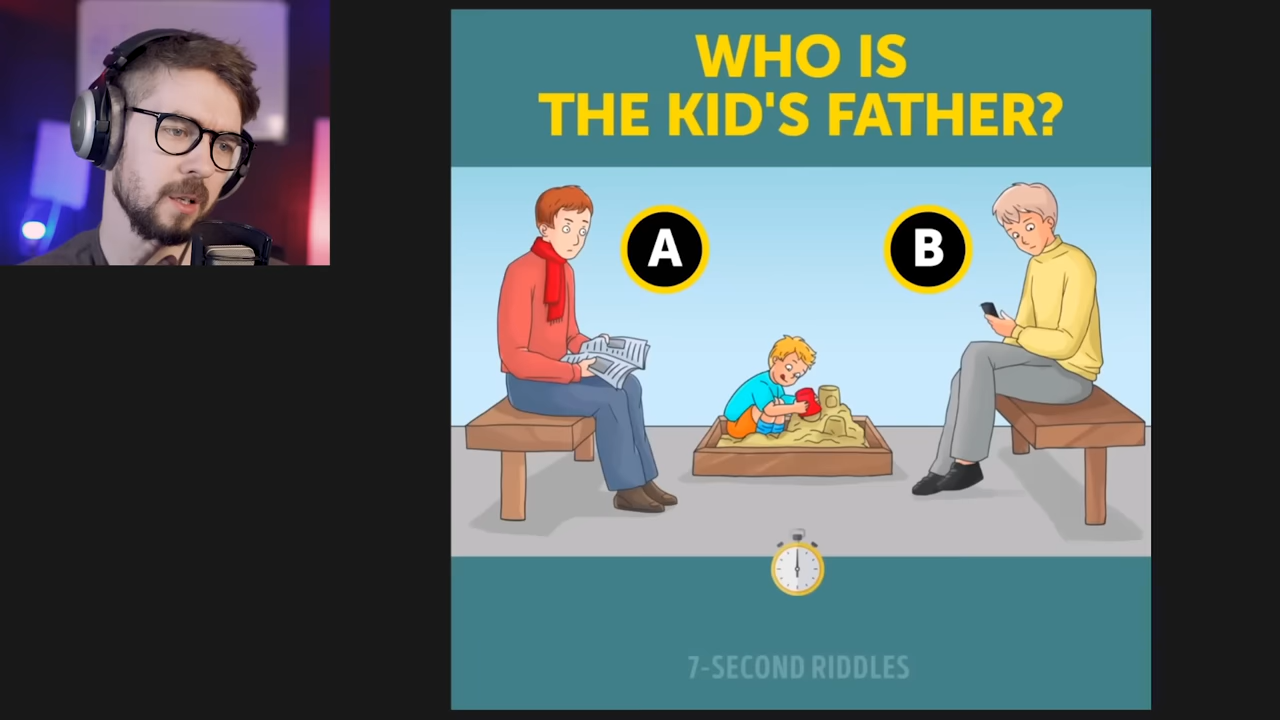 WHO IS
THE KID'S FATHER?
A
B
7-SECOND RIDDLES